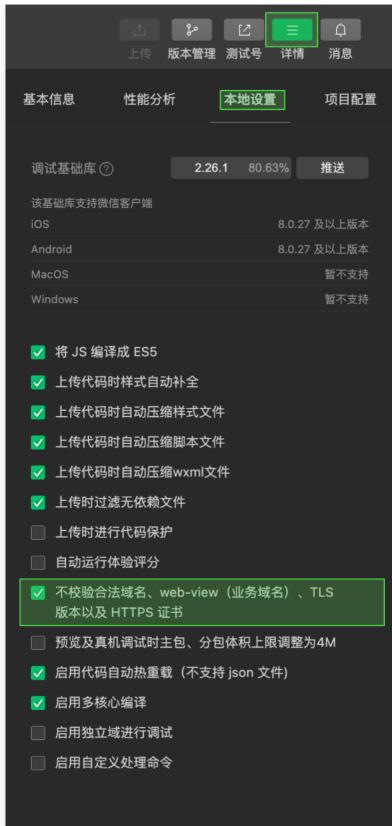 上传 版本管理 测试号 详情 消息
基本信息 性能分析 本地设置 项目配置
调试基础库 ? 2.26.1 80.63% 推送
该基础库支持微信客户端
iOS 8.0.27 及以上版本
Android 8.0.27 及以上版本
MacOS 暂不支持
Windows 暂不支持
将 JS 编译成 ES5
上传代码时样式自动补全
上传代码时自动压缩样式文件
上传代码时自动压缩脚本文件
上传代码时自动压缩wxml文件
上传时过滤无依赖文件
上传时进行代码保护
自动运行体验评分
不校验合法域名、web-view（业务域名）、TLS
版本以及 HTTPS 证书
预览及真机调试时主包、分包体积上限调整为4M
启用代码自动热重载（不支持 json 文件)
启用多核心编译
启用独立域进行调试
启用自定义处理命令